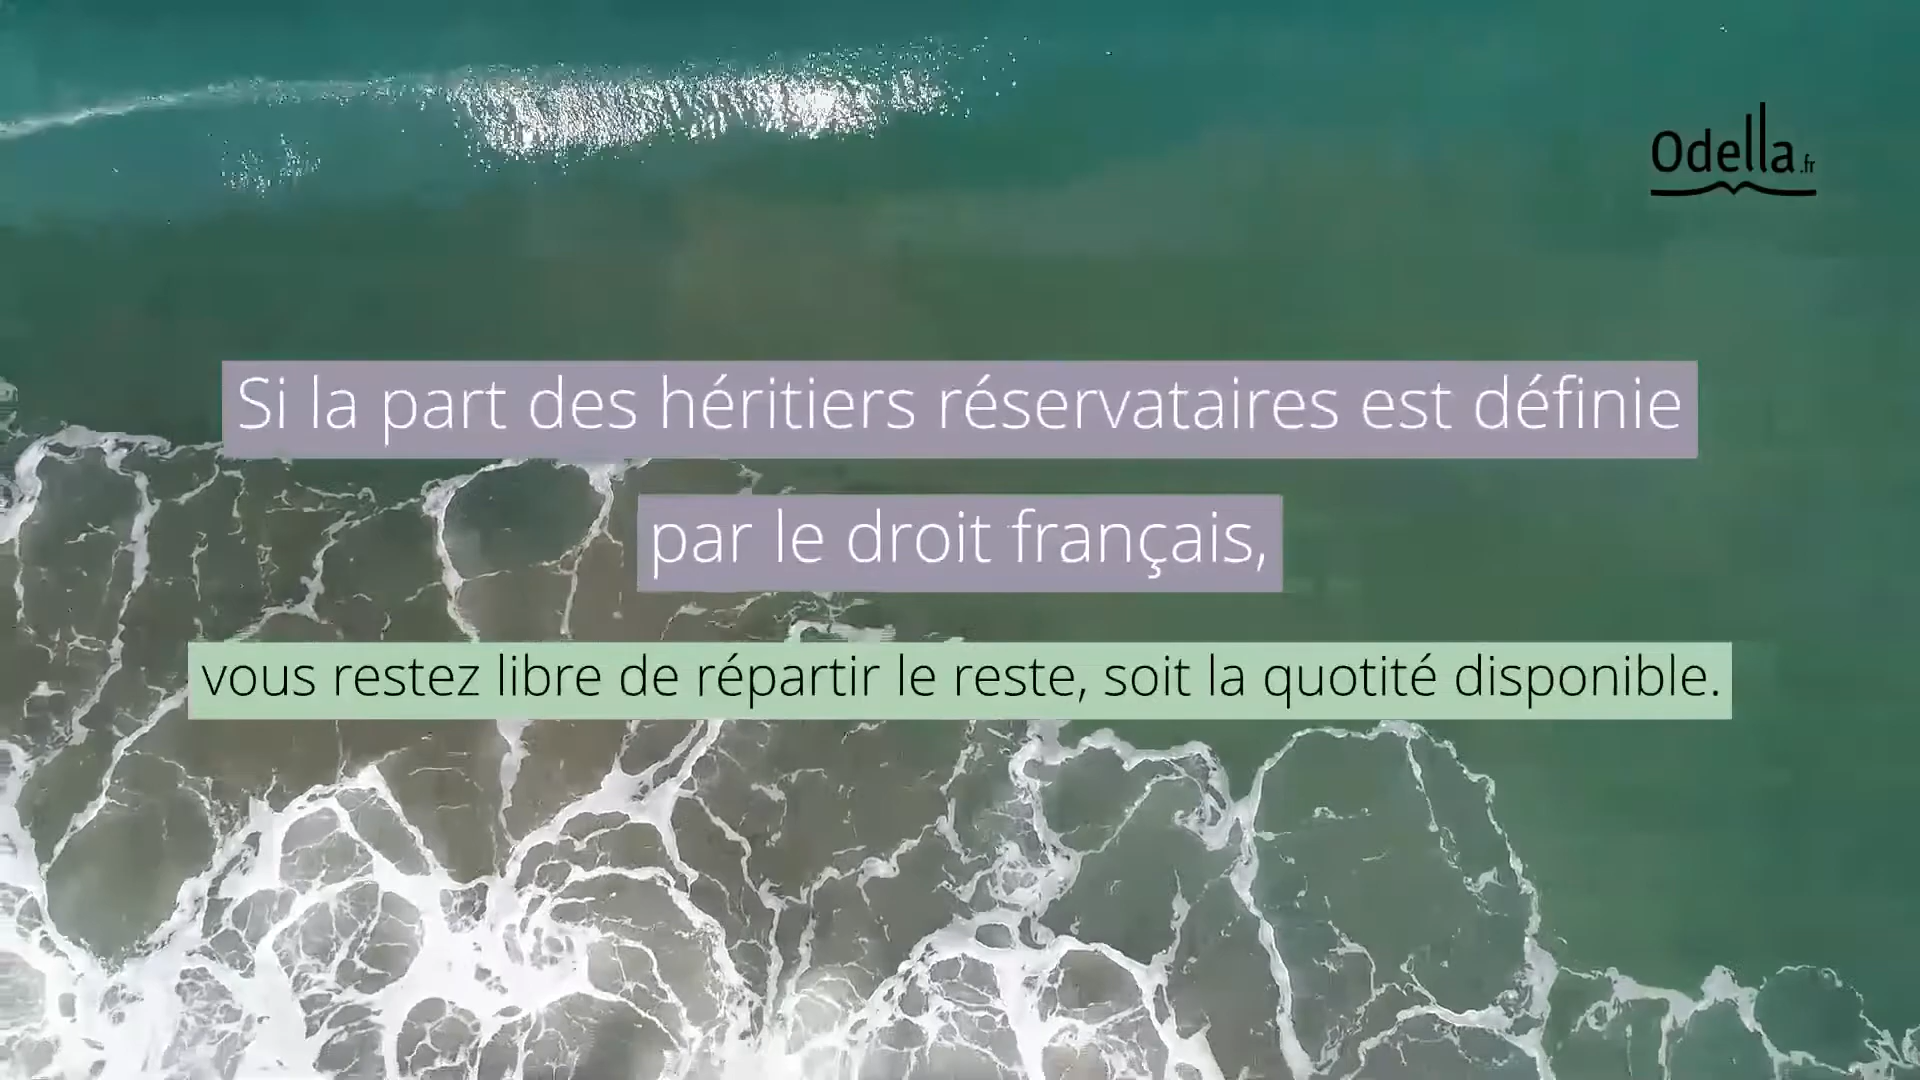 Odella.fr
Si la part des héritiers réservataires est définie
par le droit français,
vous restez libre de répartir le reste, soit la quotité disponible.